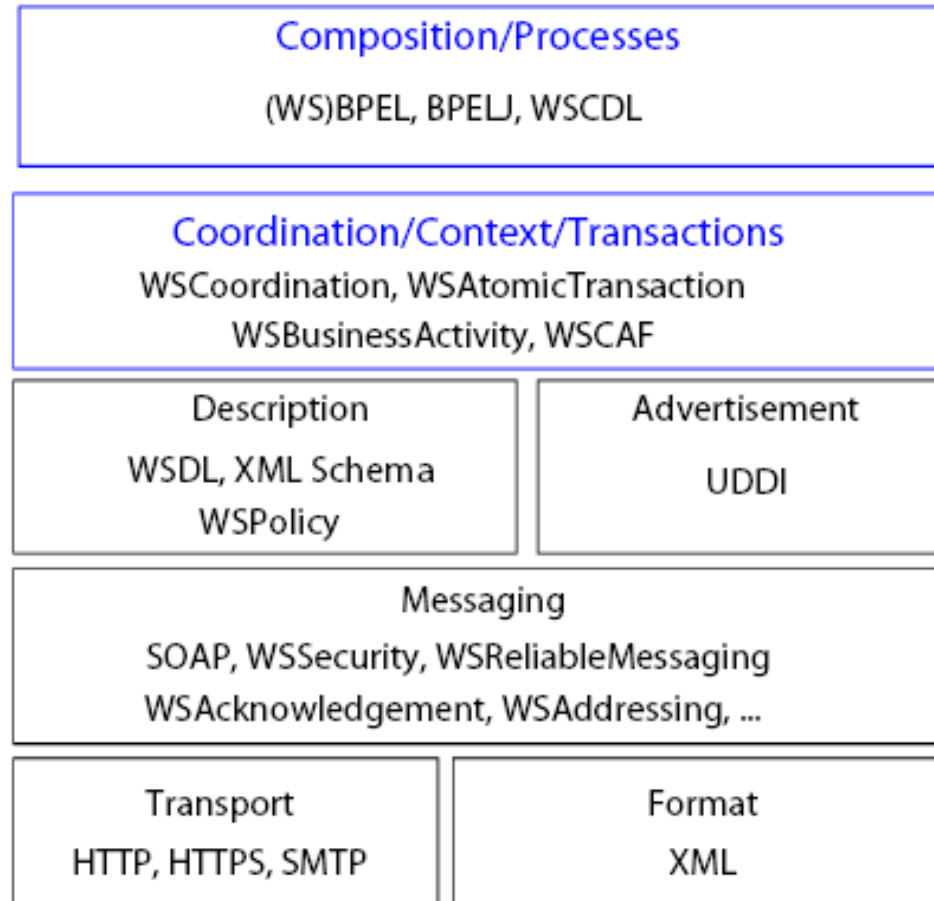 Composition/Processes
(WS)BPEL, BPELJ, WSCDL
Coordination/Context/Transactions
WSCoordination, WSAtomicTransaction
WSBusinessActivity, WSCAF
Description
WSDL, XML Schema
WSPolicy
Advertisement
UDDI
Messaging
SOAP, WSSecurity, WSReliableMessaging
WSAcknowledgement, WSAddressing, ...
Transport
HTTP, HTTPS, SMTP
Format
XML